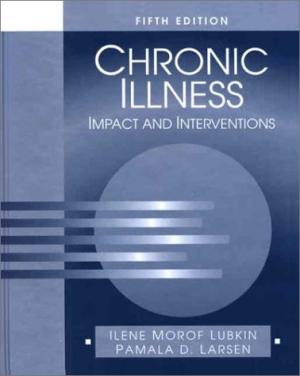 FIFTH EDITION
CHRONIC
ILLNESS
IMPACT AND INTERVENTIONS
ILENE MOROF LUBKIN
PAMALA D. LARSEN